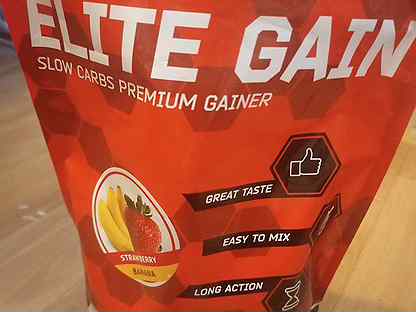 ELITE GAIN
SLOW CARBS PREMIUM GAINER
GREAT TASTE
EASY TO MIX
STRAWBERRY
BANANA
LONG ACTION